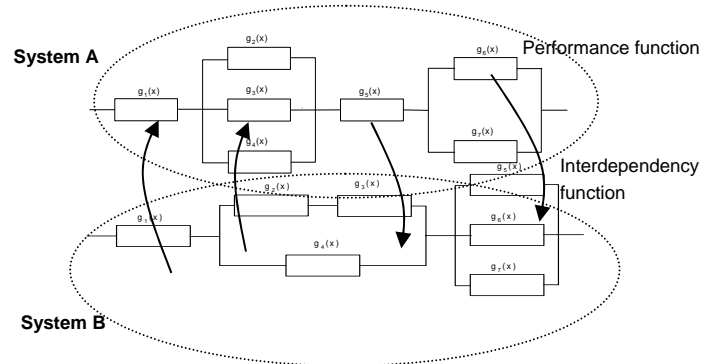 g₂(x)
g₆(x)
Performance function
System A
g₁(x)
g₃(x)
g₅(x)
g₄(x)
g₇(x)
Interdependency
function
g₅(x)
g₂(x)
g₃(x)
g₁(x)
g₆(x)
g₄(x)
g₇(x)
System B